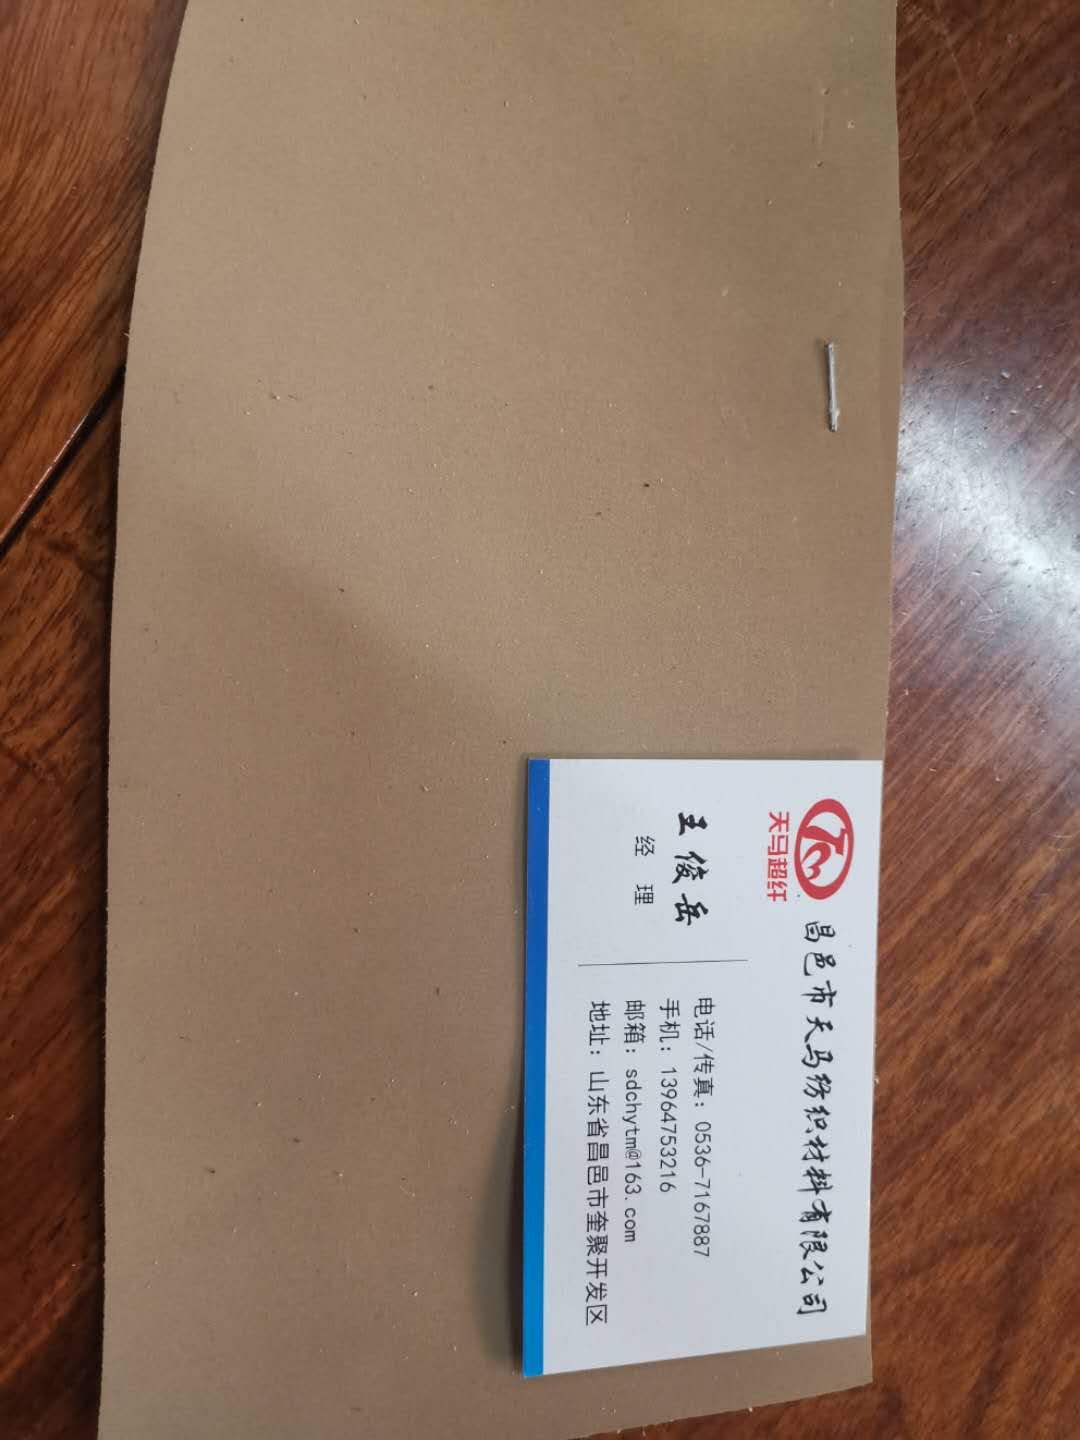 天马超纤
昌邑市天马纺织材料有限公司
王俊岳
经 理
电话/传真：0536-7167887
手机：13964753216
邮箱：sdchytm@163.com
地址：山东省昌邑市奎聚开发区